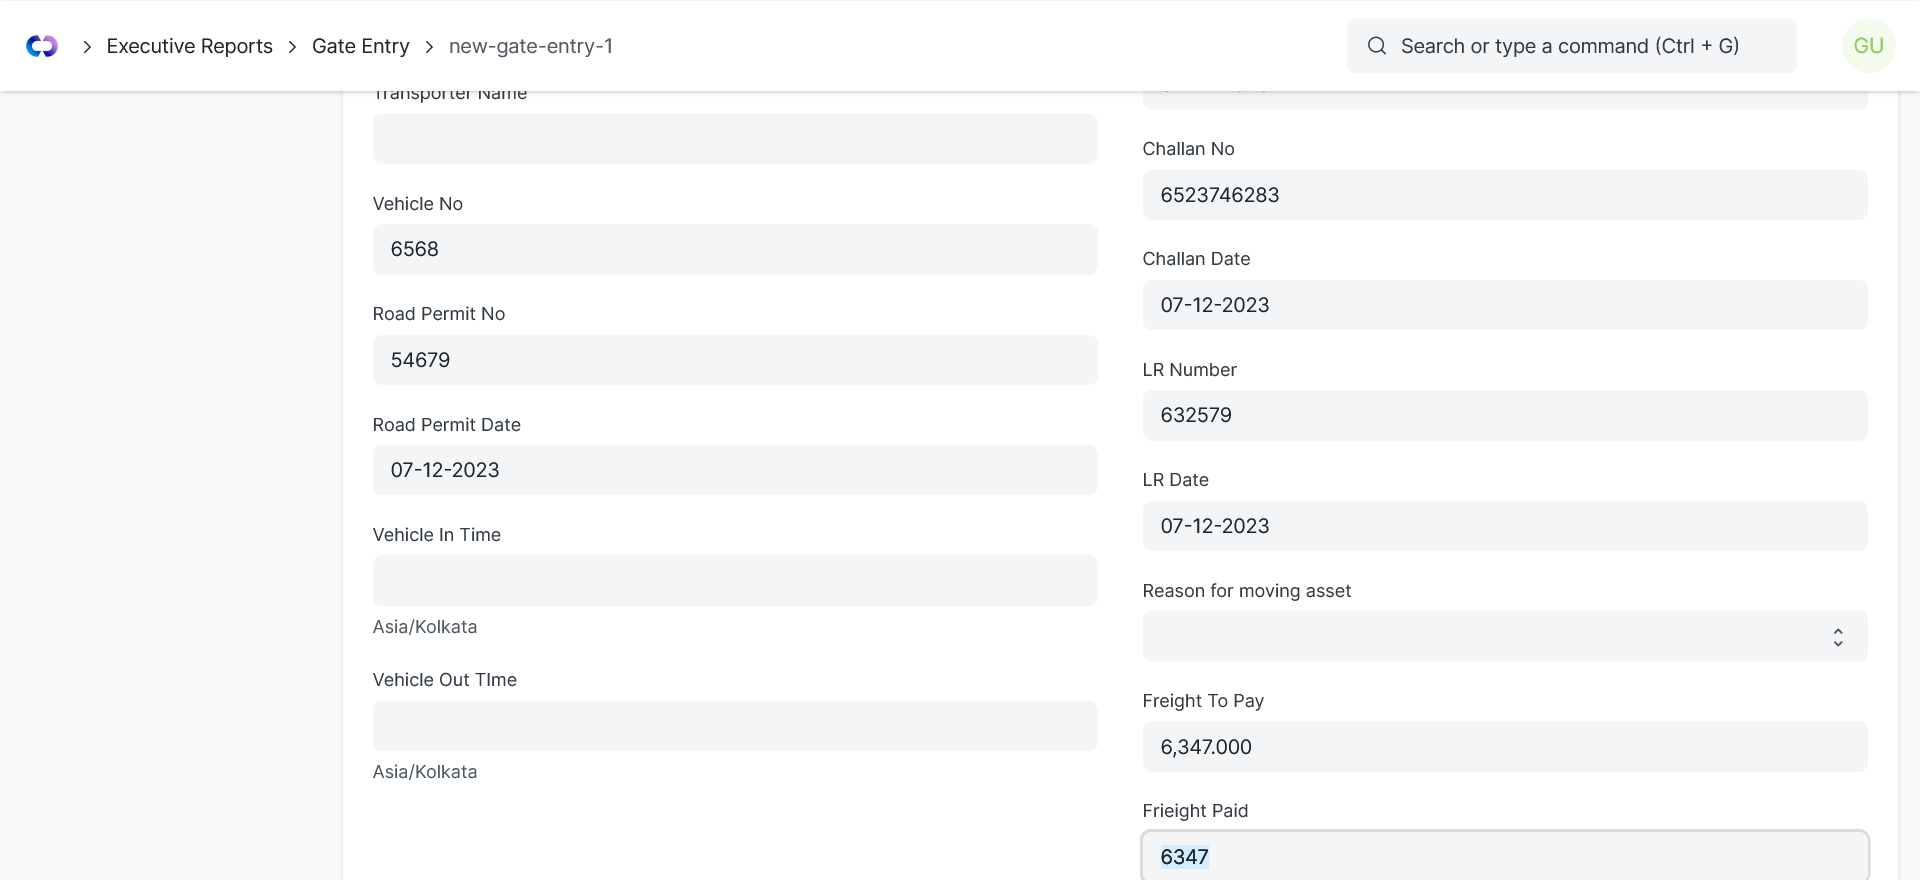 Executive Reports
Gate Entry
new-gate-entry-1
Search or type a command (Ctrl + G)
GU
Transporter Name
Vehicle No
6568
Road Permit No
54679
Road Permit Date
07-12-2023
Vehicle In Time
Asia/Kolkata
Vehicle Out TIme
Asia/Kolkata
Challan No
6523746283
Challan Date
07-12-2023
LR Number
632579
LR Date
07-12-2023
Reason for moving asset
Freight To Pay
6,347.000
Frieight Paid
6347